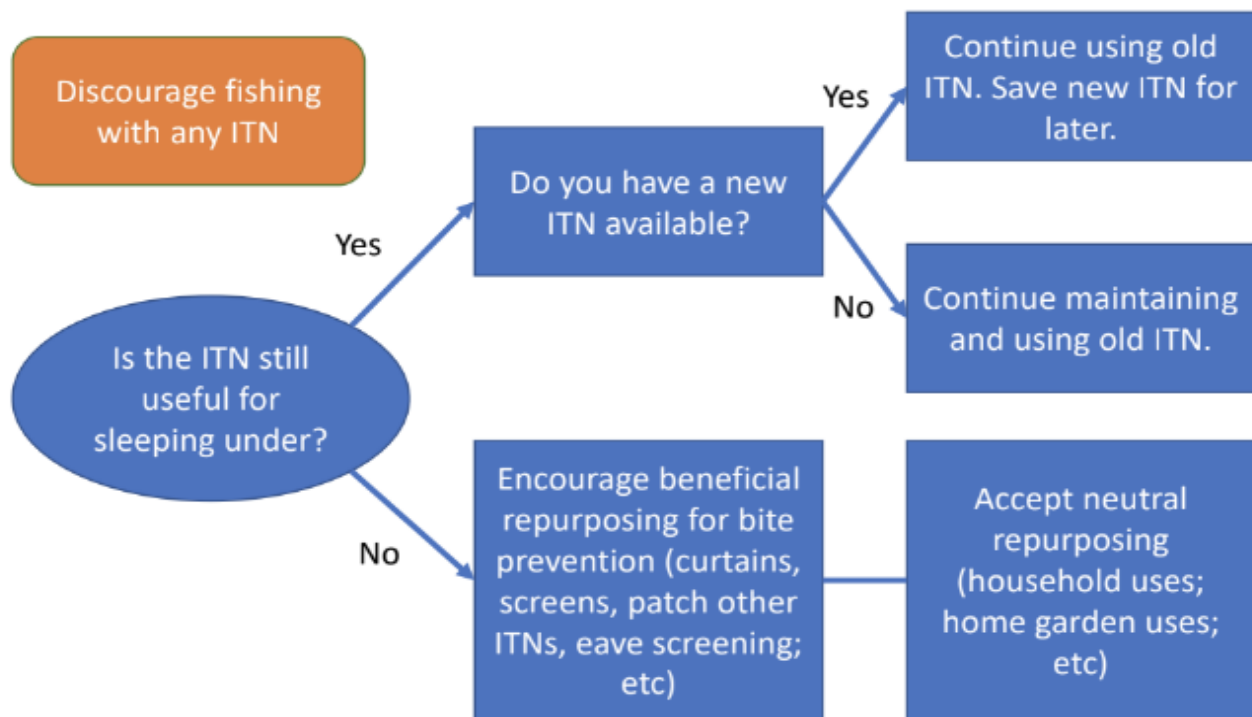 Discourage fishing
with any ITN
Is the ITN still
useful for
sleeping under?
Yes
Do you have a new
ITN available?
Yes
Continue using old
ITN. Save new ITN for
later.
No
Continue maintaining
and using old ITN.
No
Encourage beneficial
repurposing for bite
prevention (curtains,
screens, patch other
ITNs, eave screening;
etc)
Accept neutral
repurposing
(household uses;
home garden uses;
etc)